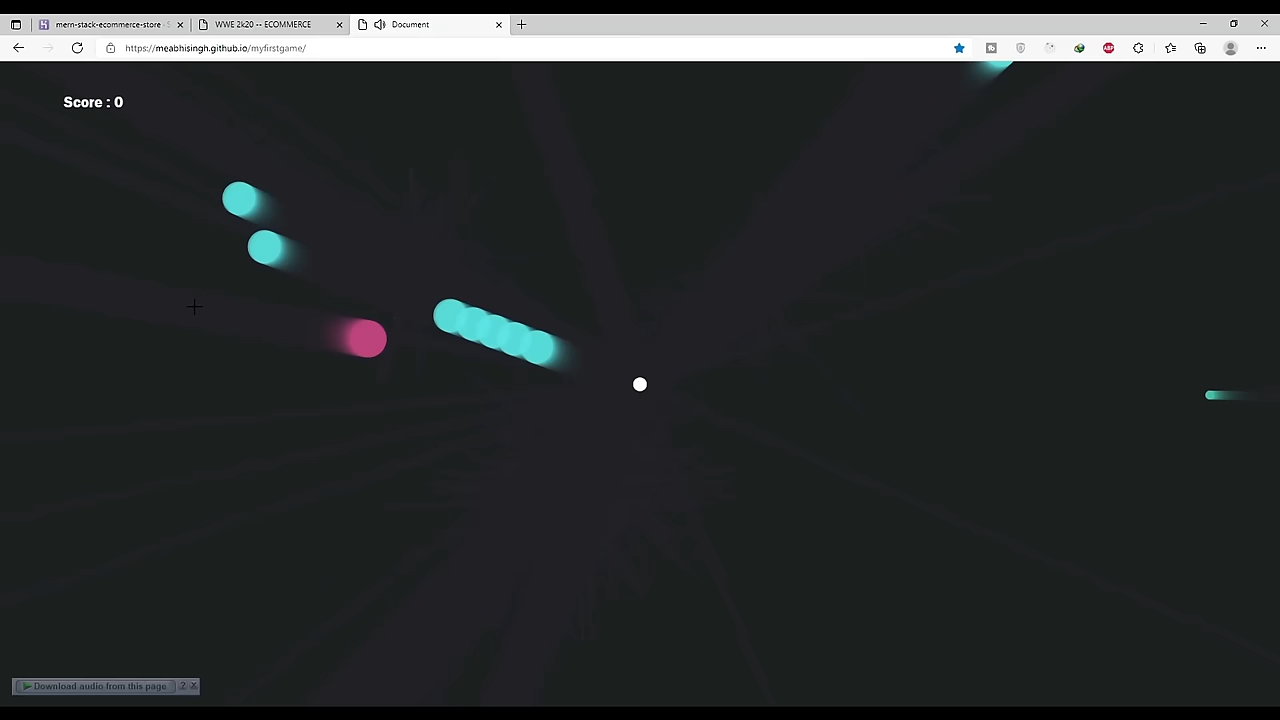 mern-stack-ecommerce-store
WWE 2k20 -- ECOMMERCE
Document
https://meabhisingh.github.io/myfirstgame/
ABP
Score : 0
Download audio from this page
? x